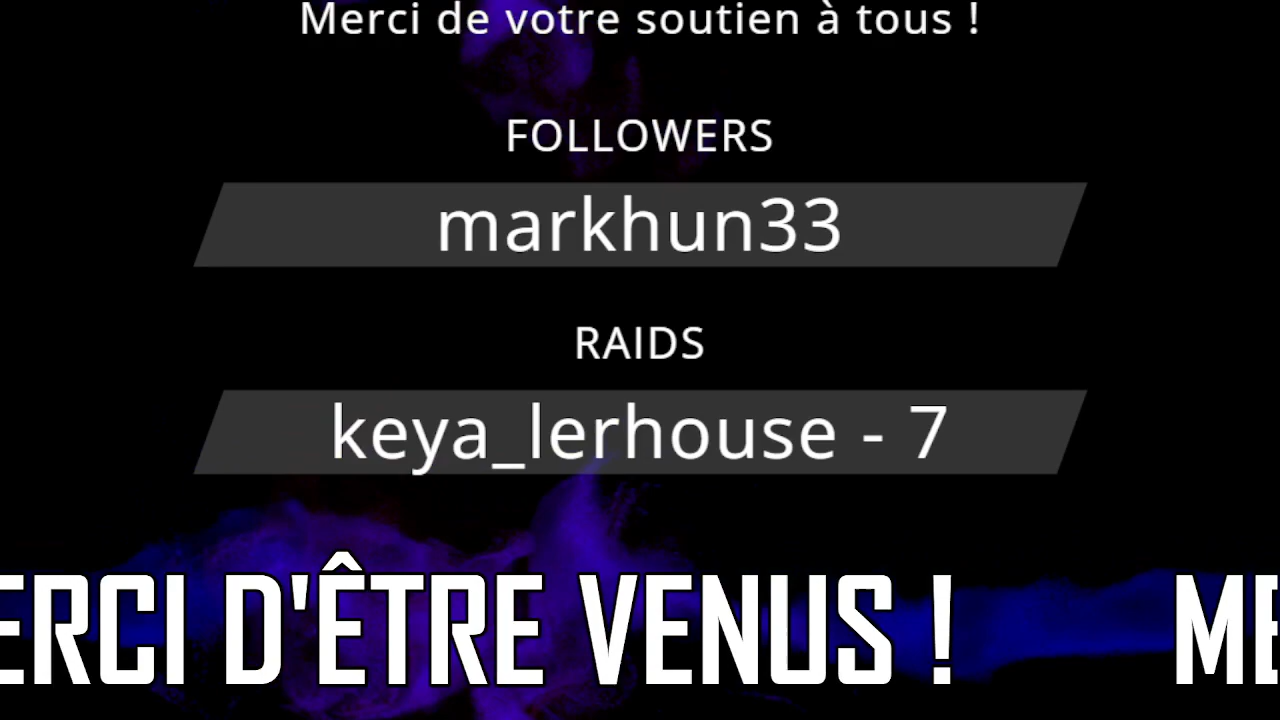 Merci de votre soutien à tous !
FOLLOWERS
markhun33
RAIDS
keya_lerhouse - 7
ERCI D'ÊTRE VENUS ! ME